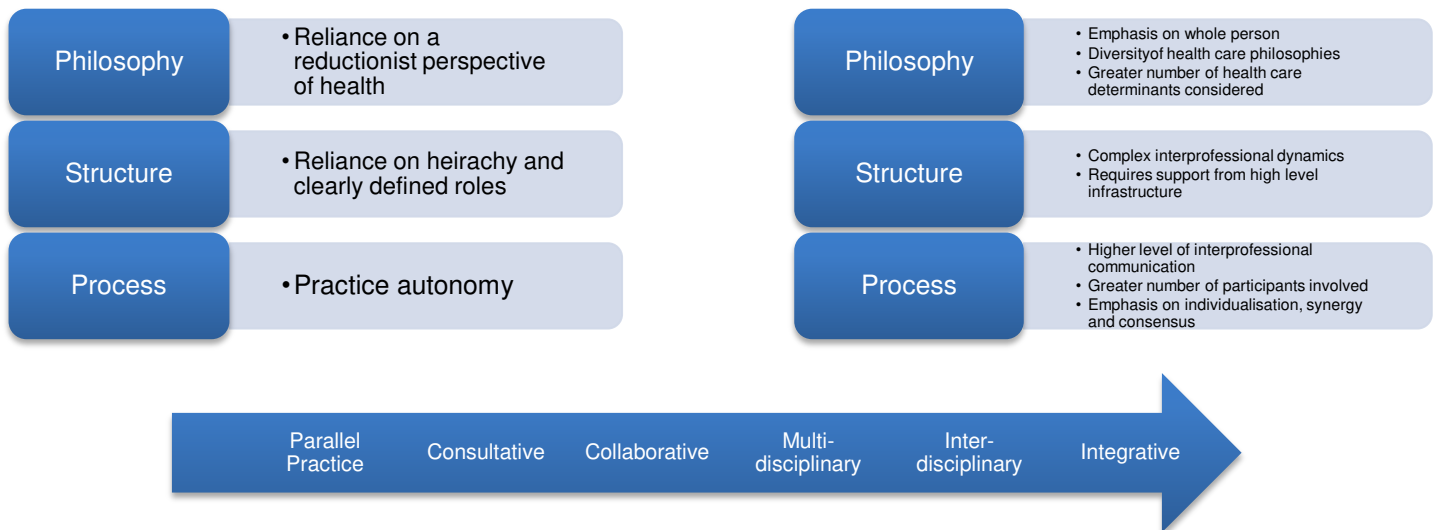 Philosophy
• Reliance on a
reductionist perspective
of health
Structure
• Reliance on heirachy and
clearly defined roles
Process
• Practice autonomy
Philosophy
• Emphasis on whole person
• Diversityof health care philosophies
• Greater number of health care
determinants considered
Structure
• Complex interprofessional dynamics
• Requires support from high level
infrastructure
Process
• Higher level of interprofessional
communication
• Greater number of participants involved
• Emphasis on individualisation, synergy
and consensus
Parallel
Practice
Consultative
Collaborative
Multi-
disciplinary
Inter-
disciplinary
Integrative